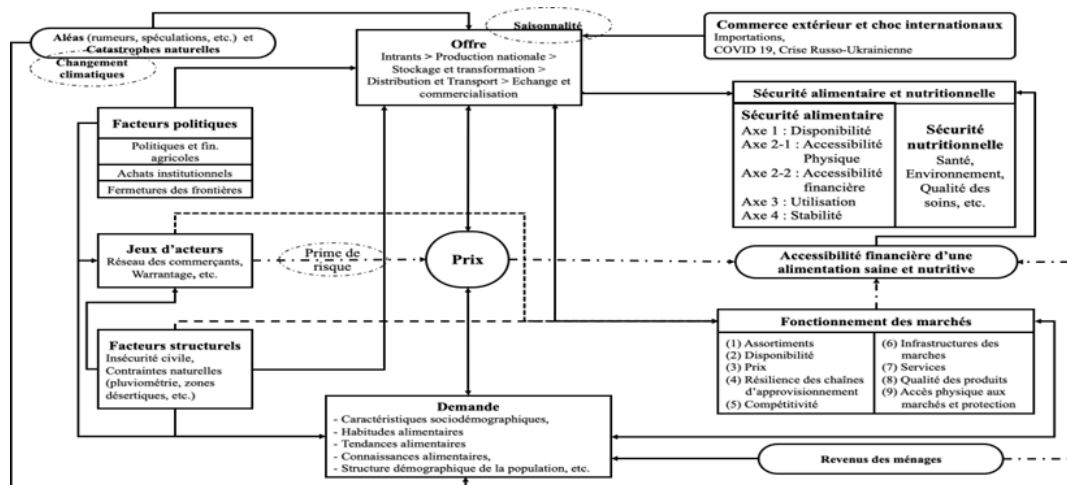 Aléas (rumeurs, spéculations, etc.) et
Catastrophes naturelles
Changement
climatiques
Saisonnalité
Offre
Intrants > Production nationale >
Stockage et transformation >
Distribution et Transport > Echange et
commercialisation
Commerce extérieur et choc internationaux
Importations,
COVID 19, Crise Russo-Ukrainienne
Facteurs politiques
Politiques et fin.
agricoles
Achats institutionnels
Fermetures des frontières
Sécurité alimentaire et nutritionnelle
Sécurité alimentaire
Axe 1 : Disponibilité
Axe 2-1 : Accessibilité
Physique
Axe 2-2 : Accessibilité
financière
Axe 3 : Utilisation
Axe 4 : Stabilité
Sécurité
nutritionnelle
Santé,
Environnement,
Qualité des
soins, etc.
Jeux d'acteurs
Réseau des commerçants,
Warrantage, etc.
Prime de
risque
Prix
Accessibilité financière d'une
alimentation saine et nutritive
Facteurs structurels
Insécurité civile,
Contraintes naturelles
(pluviométrie, zones
désertiques, etc.)
Fonctionnement des marchés
(1) Assortiments
(2) Disponibilité
(3) Prix
(4) Résilience des chaînes
d'approvisionnement
(5) Compétitivité
(6) Infrastructures des
marches
(7) Services
(8) Qualité des produits
(9) Accès physique aux
marchés et protection
Demande
- Caractéristiques sociodémographiques,
- Habitudes alimentaires
- Tendances alimentaires
- Connaissances alimentaires,
- Structure démographique de la population, etc.
Revenus des ménages